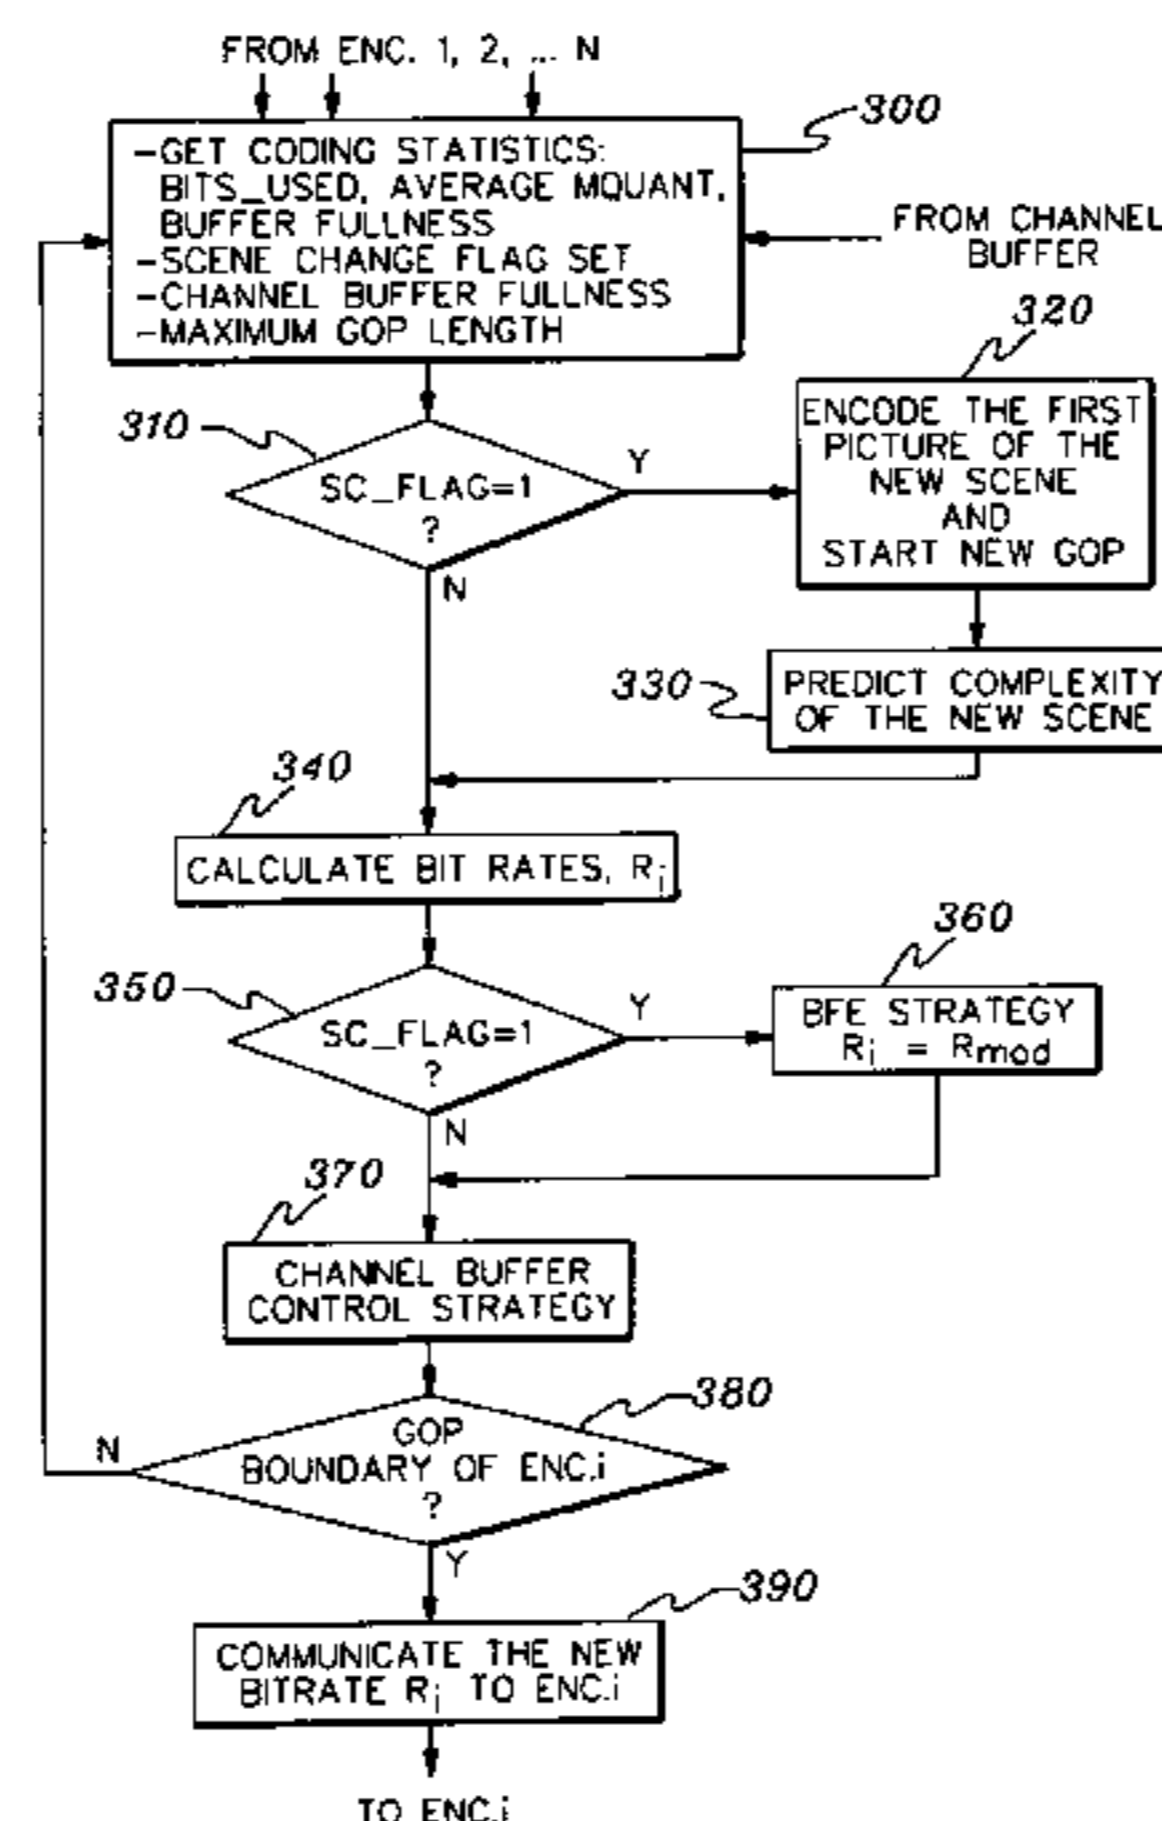 FROM ENC. 1, 2, ... N
300
-GET CODING STATISTICS:
BITS_USED, AVERAGE MQUANT,
BUFFER FULLNESS
-SCENE CHANGE FLAG SET
-CHANNEL BUFFER FULLNESS
-MAXIMUM GOP LENGTH
FROM CHANNEL
BUFFER
320
310
SC_FLAG=1
?
Y
N
ENCODE THE FIRST
PICTURE OF THE
NEW SCENE
AND
START NEW GOP
330
PREDICT COMPLEXITY
OF THE NEW SCENE
340
CALCULATE BIT RATES, Ri
350
SC_FLAG=1
?
Y
N
360
BFE STRATEGY
Ri = Rmod
370
CHANNEL BUFFER
CONTROL STRATEGY
380
GOP
BOUNDARY OF ENC.i
?
N
Y
390
COMMUNICATE THE NEW
BITRATE Ri TO ENC.i
TO ENC.i